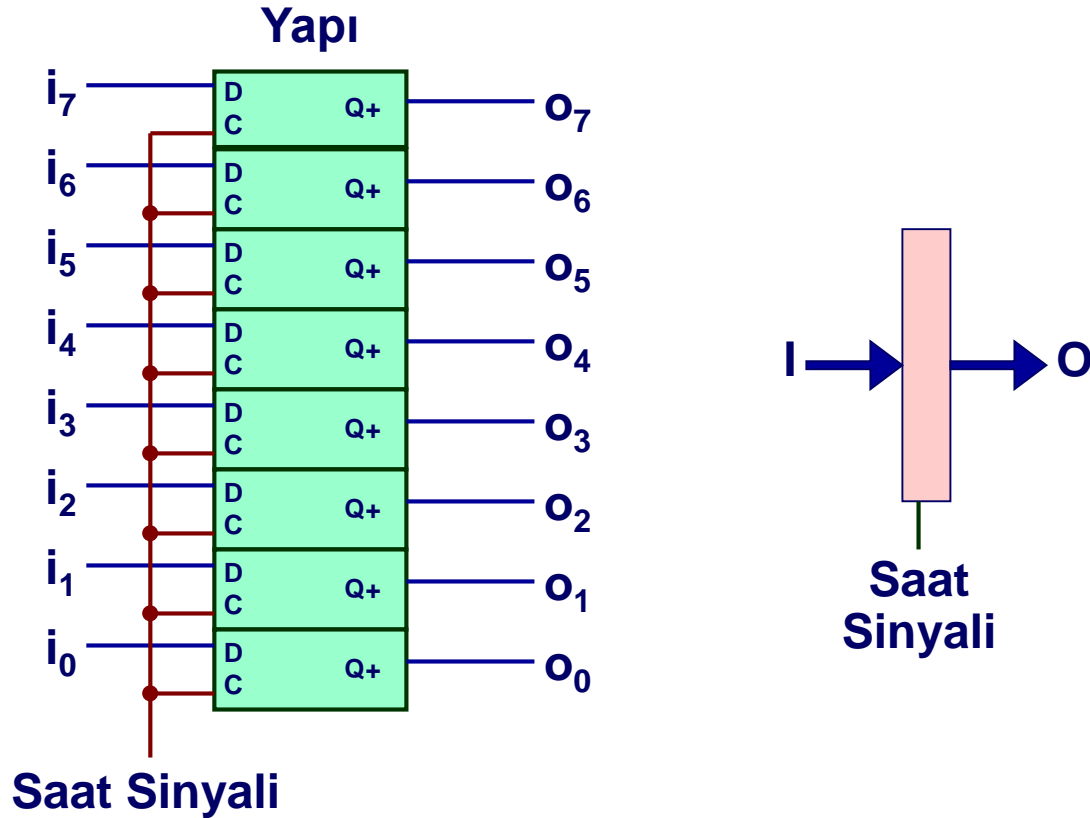 Yapı
i7 D C Q+ o7
i6 D C Q+ o6
i5 D C Q+ o5
i4 D C Q+ o4
i3 D C Q+ o3
i2 D C Q+ o2
i1 D C Q+ o1
i0 D C Q+ o0
Saat Sinyali
I O
Saat
Sinyali